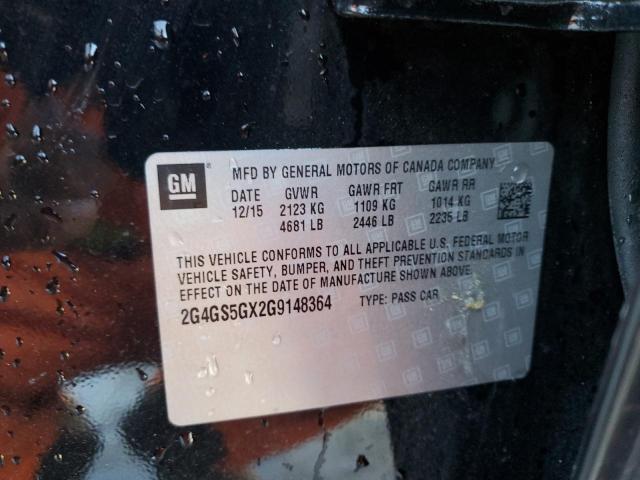 GM
MFD BY GENERAL MOTORS OF CANADA COMPANY
DATE GVWR GAWR FRT GAWR RR
12/15 2123 KG 1109 KG 1014 KG
4681 LB 2446 LB 2235 LB
THIS VEHICLE CONFORMS TO ALL APPLICABLE U.S. FEDERAL MOTOR
VEHICLE SAFETY, BUMPER, AND THEFT PREVENTION STANDARDS IN
EFFECT ON THE DATE OF MANUFACTURE SHOWN ABOVE.
2G4GS5GX2G9148364 TYPE: PASS CAR